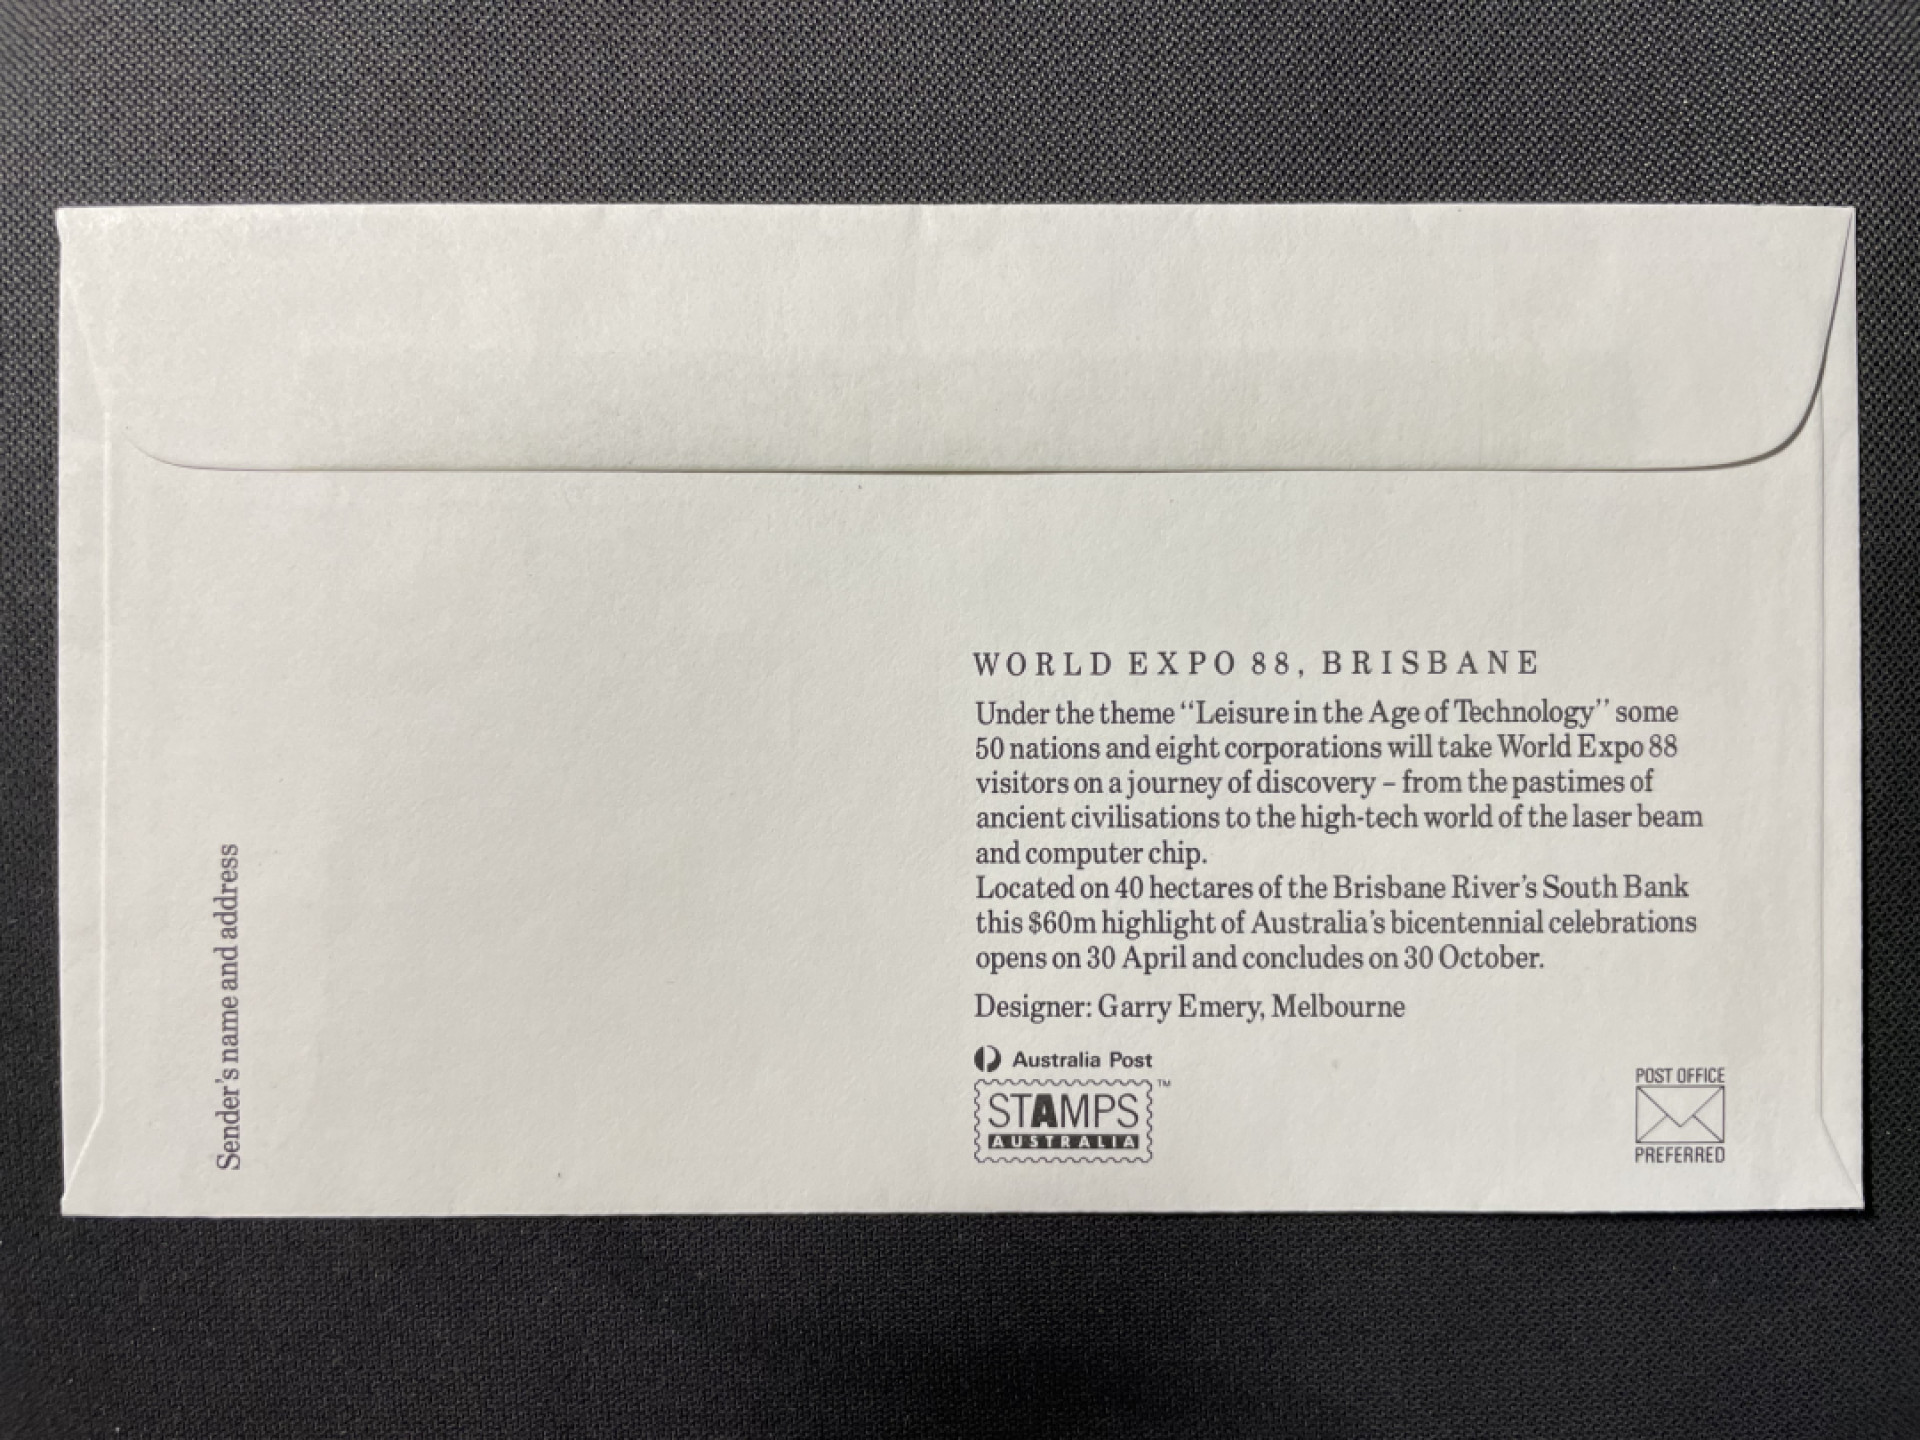 WORLD EXPO 88, BRISBANE
Under the theme “Leisure in the Age of Technology” some
50 nations and eight corporations will take World Expo 88
visitors on a journey of discovery – from the pastimes of
ancient civilisations to the high-tech world of the laser beam
and computer chip.
Located on 40 hectares of the Brisbane River's South Bank
this $60m highlight of Australia's bicentennial celebrations
opens on 30 April and concludes on 30 October.
Designer: Garry Emery, Melbourne
Australia Post
STAMPS™
AUSTRALIA
POST OFFICE
PREFERRED
Sender's name and address